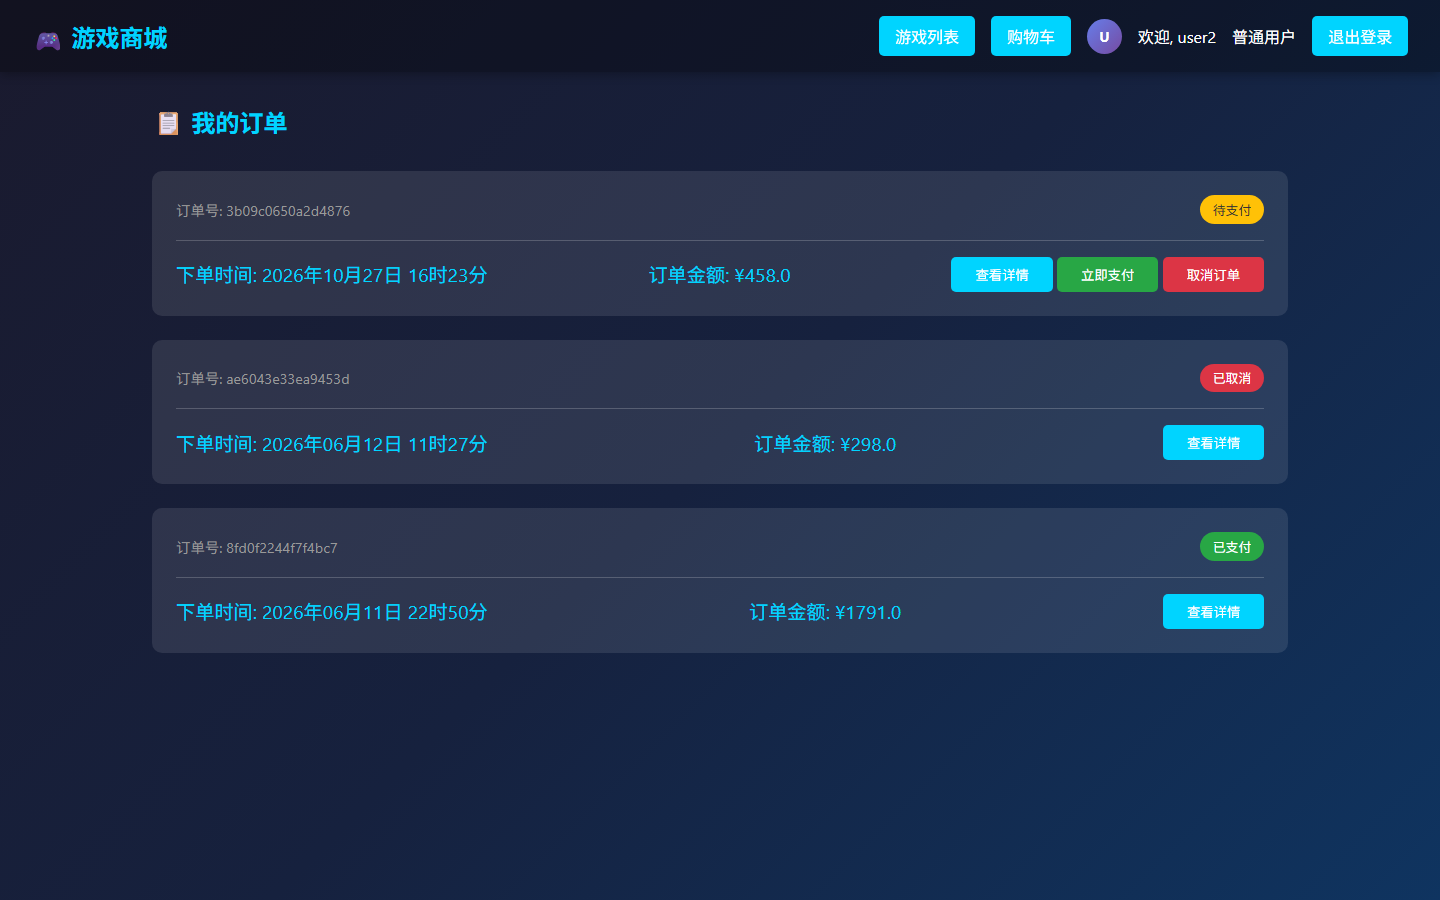 游戏商城
游戏列表 购物车 U 欢迎, user2 普通用户 退出登录
我的订单
订单号: 3b09c0650a2d4876 待支付
下单时间: 2026年10月27日 16时23分 订单金额: ¥458.0 查看详情 立即支付 取消订单
订单号: ae6043e33ea9453d 已取消
下单时间: 2026年06月12日 11时27分 订单金额: ¥298.0 查看详情
订单号: 8fd0f2244f7f4bc7 已支付
下单时间: 2026年06月11日 22时50分 订单金额: ¥1791.0 查看详情